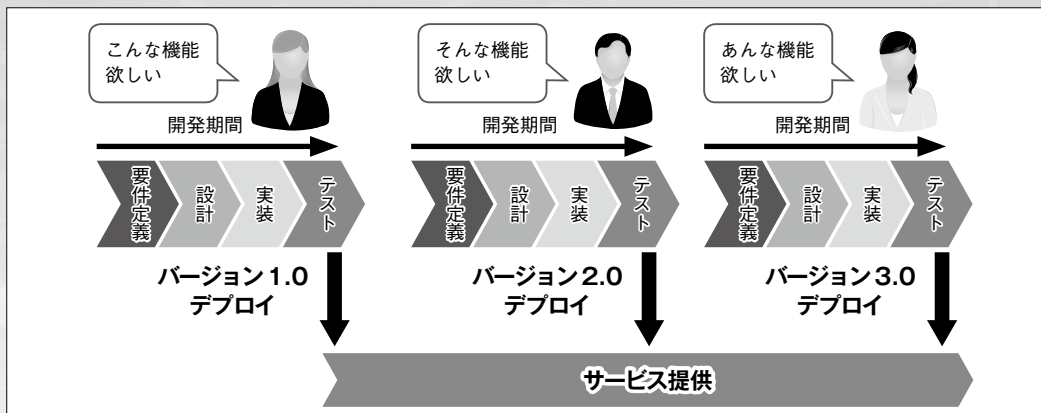 こんな機能
欲しい
開発期間
要件定義
設計
実装
テスト
バージョン1.0
デプロイ
そんな機能
欲しい
開発期間
要件定義
設計
実装
テスト
バージョン2.0
デプロイ
あんな機能
欲しい
開発期間
要件定義
設計
実装
テスト
バージョン3.0
デプロイ
サービス提供